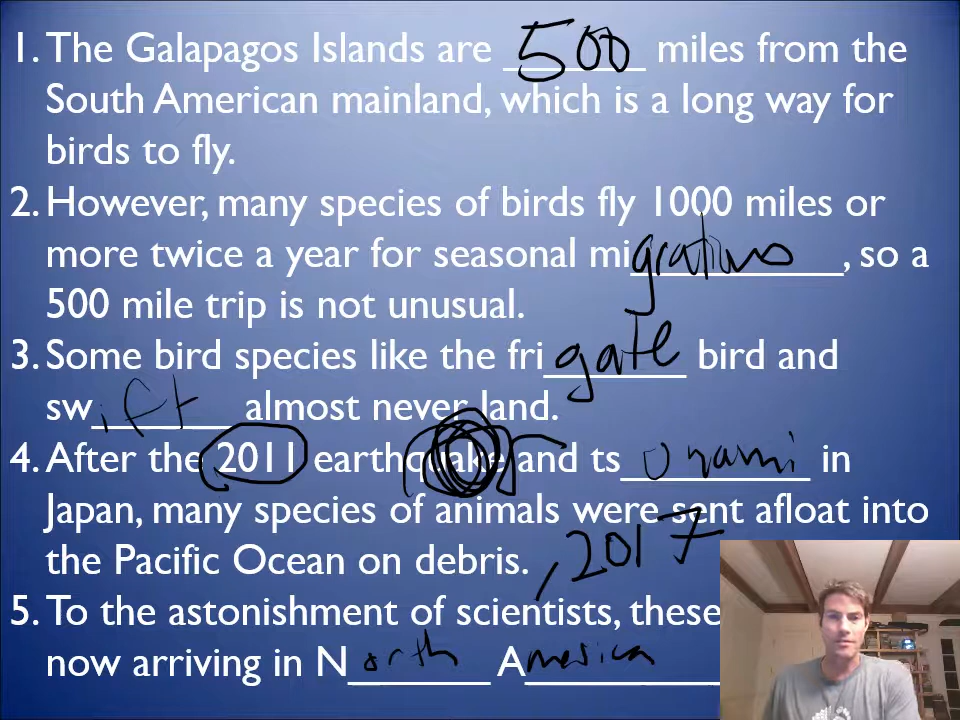 1. The Galapagos Islands are 500 miles from the
South American mainland, which is a long way for
birds to fly.
2. However, many species of birds fly 1000 miles or
more twice a year for seasonal migrations, so a
500 mile trip is not unusual.
3. Some bird species like the frigate bird and
swift almost never land.
4. After the 2011 earthquake and tsunami in
Japan, many species of animals were sent afloat into
the Pacific Ocean on debris. , 2017
5. To the astonishment of scientists, these
now arriving in North America